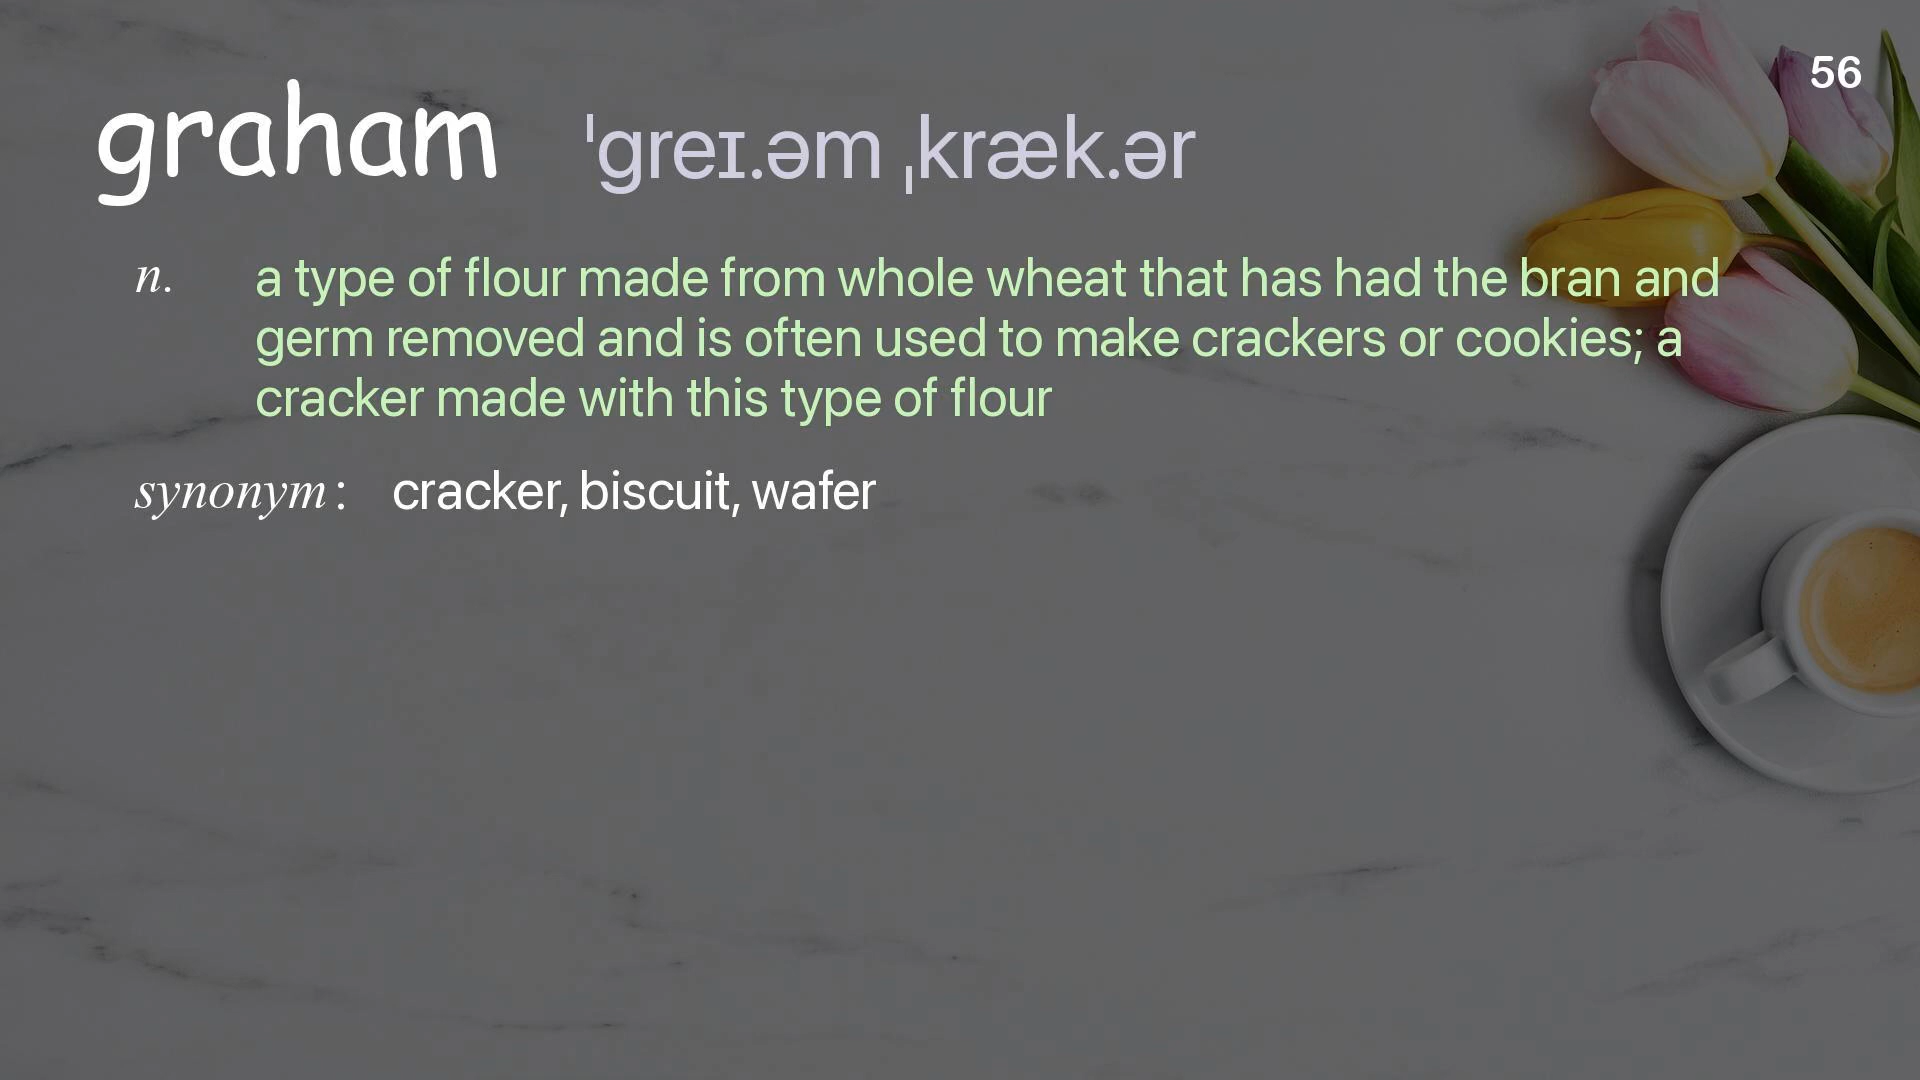 56
graham ˈɡreɪ.əm ˌkræk.ər
n. a type of flour made from whole wheat that has had the bran and
germ removed and is often used to make crackers or cookies; a
cracker made with this type of flour
synonym: cracker, biscuit, wafer